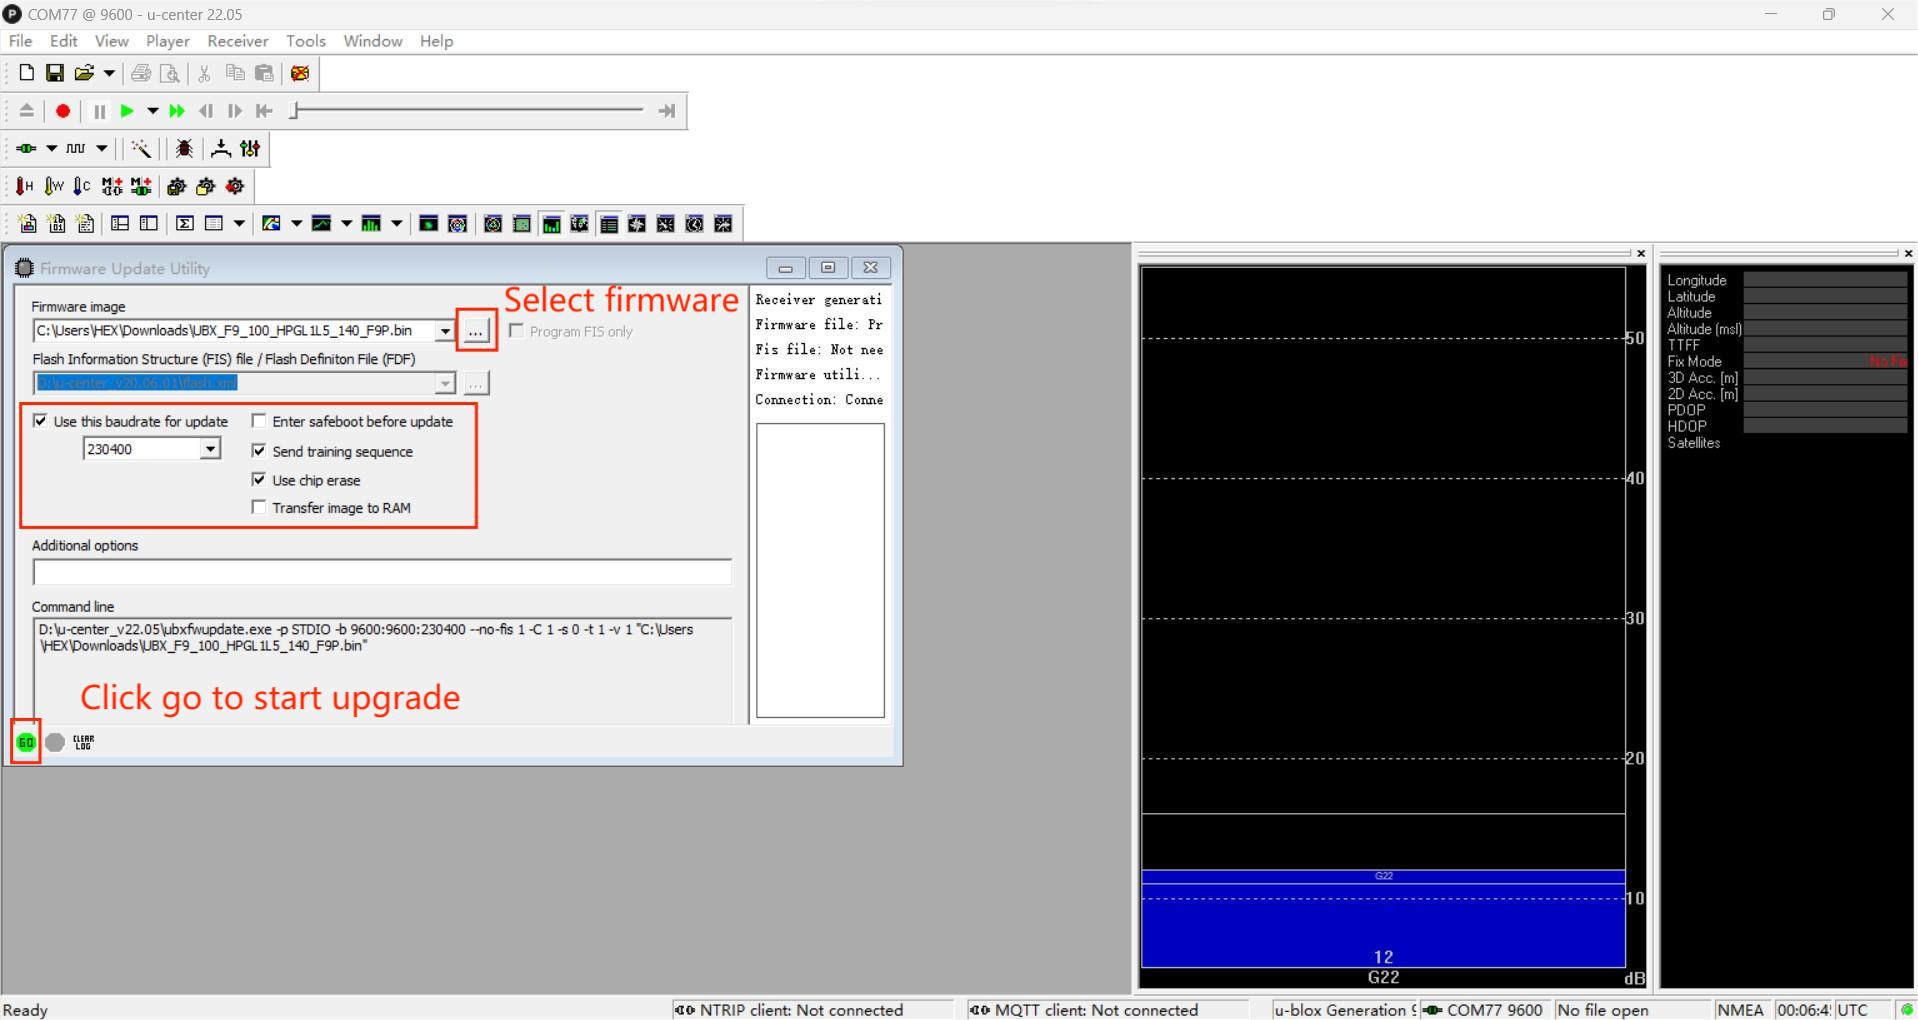 COM77 @ 9600 - u-center 22.05
File Edit View Player Receiver Tools Window Help
Firmware Update Utility
Firmware image
Select firmware
C:\Users\HEX\Downloads\UBX_F9_100_HPGL1L5_140_F9P.bin
...
Program FIS only
Flash Information Structure (FIS) file / Flash Definiton File (FDF)
D:\u-center_v20.06.01\flash.xml
...
Use this baudrate for update
Enter safeboot before update
230400
Send training sequence
Use chip erase
Transfer image to RAM
Additional options
Command line
D:\u-center_v22.05\ubxfwupdate.exe -p STDIO -b 9600:9600:230400 --no-fis 1 -C 1 -s 0 -t 1 -v 1 "C:\Users
\HEX\Downloads\UBX_F9_100_HPGL1L5_140_F9P.bin"
Click go to start upgrade
GO
CLEAR
LOG
Receiver generati
Firmware file: Pr
Fis file: Not nee
Firmware utili...
Connection: Conne
50
40
30
20
G22
10
12
G22
dB
Longitude
Latitude
Altitude
Altitude (msl)
TTFF
Fix Mode No Fix
3D Acc. [m]
2D Acc. [m]
PDOP
HDOP
Satellites
Ready
NTRIP client: Not connected
MQTT client: Not connected
u-blox Generation 9
COM77 9600
No file open
NMEA
00:06:4
UTC